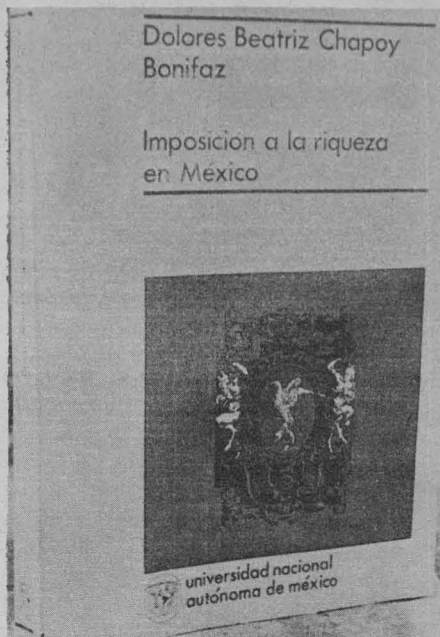 Dolores Beatriz Chapoy
Bonifaz
Imposición a la riqueza
en México
universidad nacional
autónoma de méxico